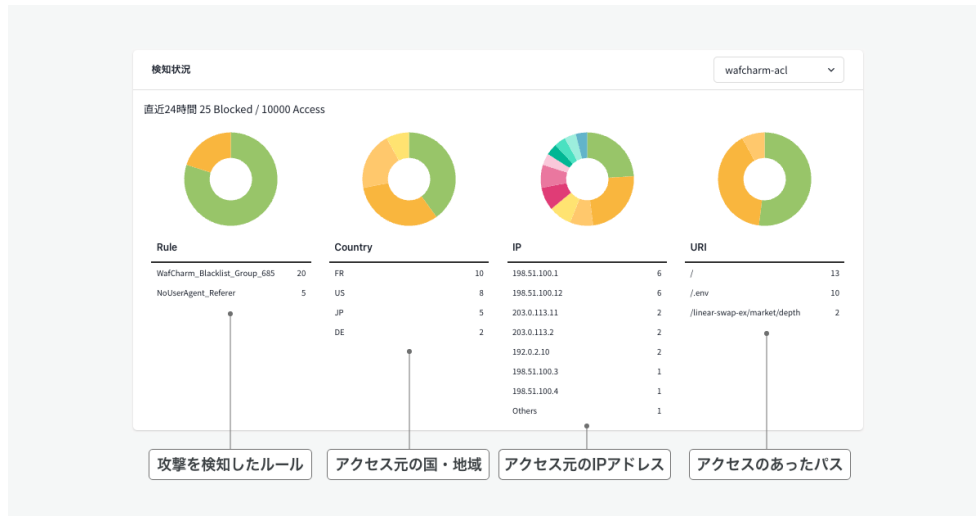 検知状況
wafcharm-acl
直近24時間 25 Blocked / 10000 Access
Rule
WafCharm_Blacklist_Group_685 20
NoUserAgent_Referer 5
Country
FR 10
US 8
JP 5
DE 2
IP
198.51.100.1 6
198.51.100.12 6
203.0.113.11 2
203.0.113.2 2
192.0.2.10 2
198.51.100.3 1
198.51.100.4 1
Others 1
URI
/ 13
/.env 10
/linear-swap-ex/market/depth 2
攻撃を検知したルール
アクセス元の国・地域
アクセス元のIPアドレス
アクセスのあったパス